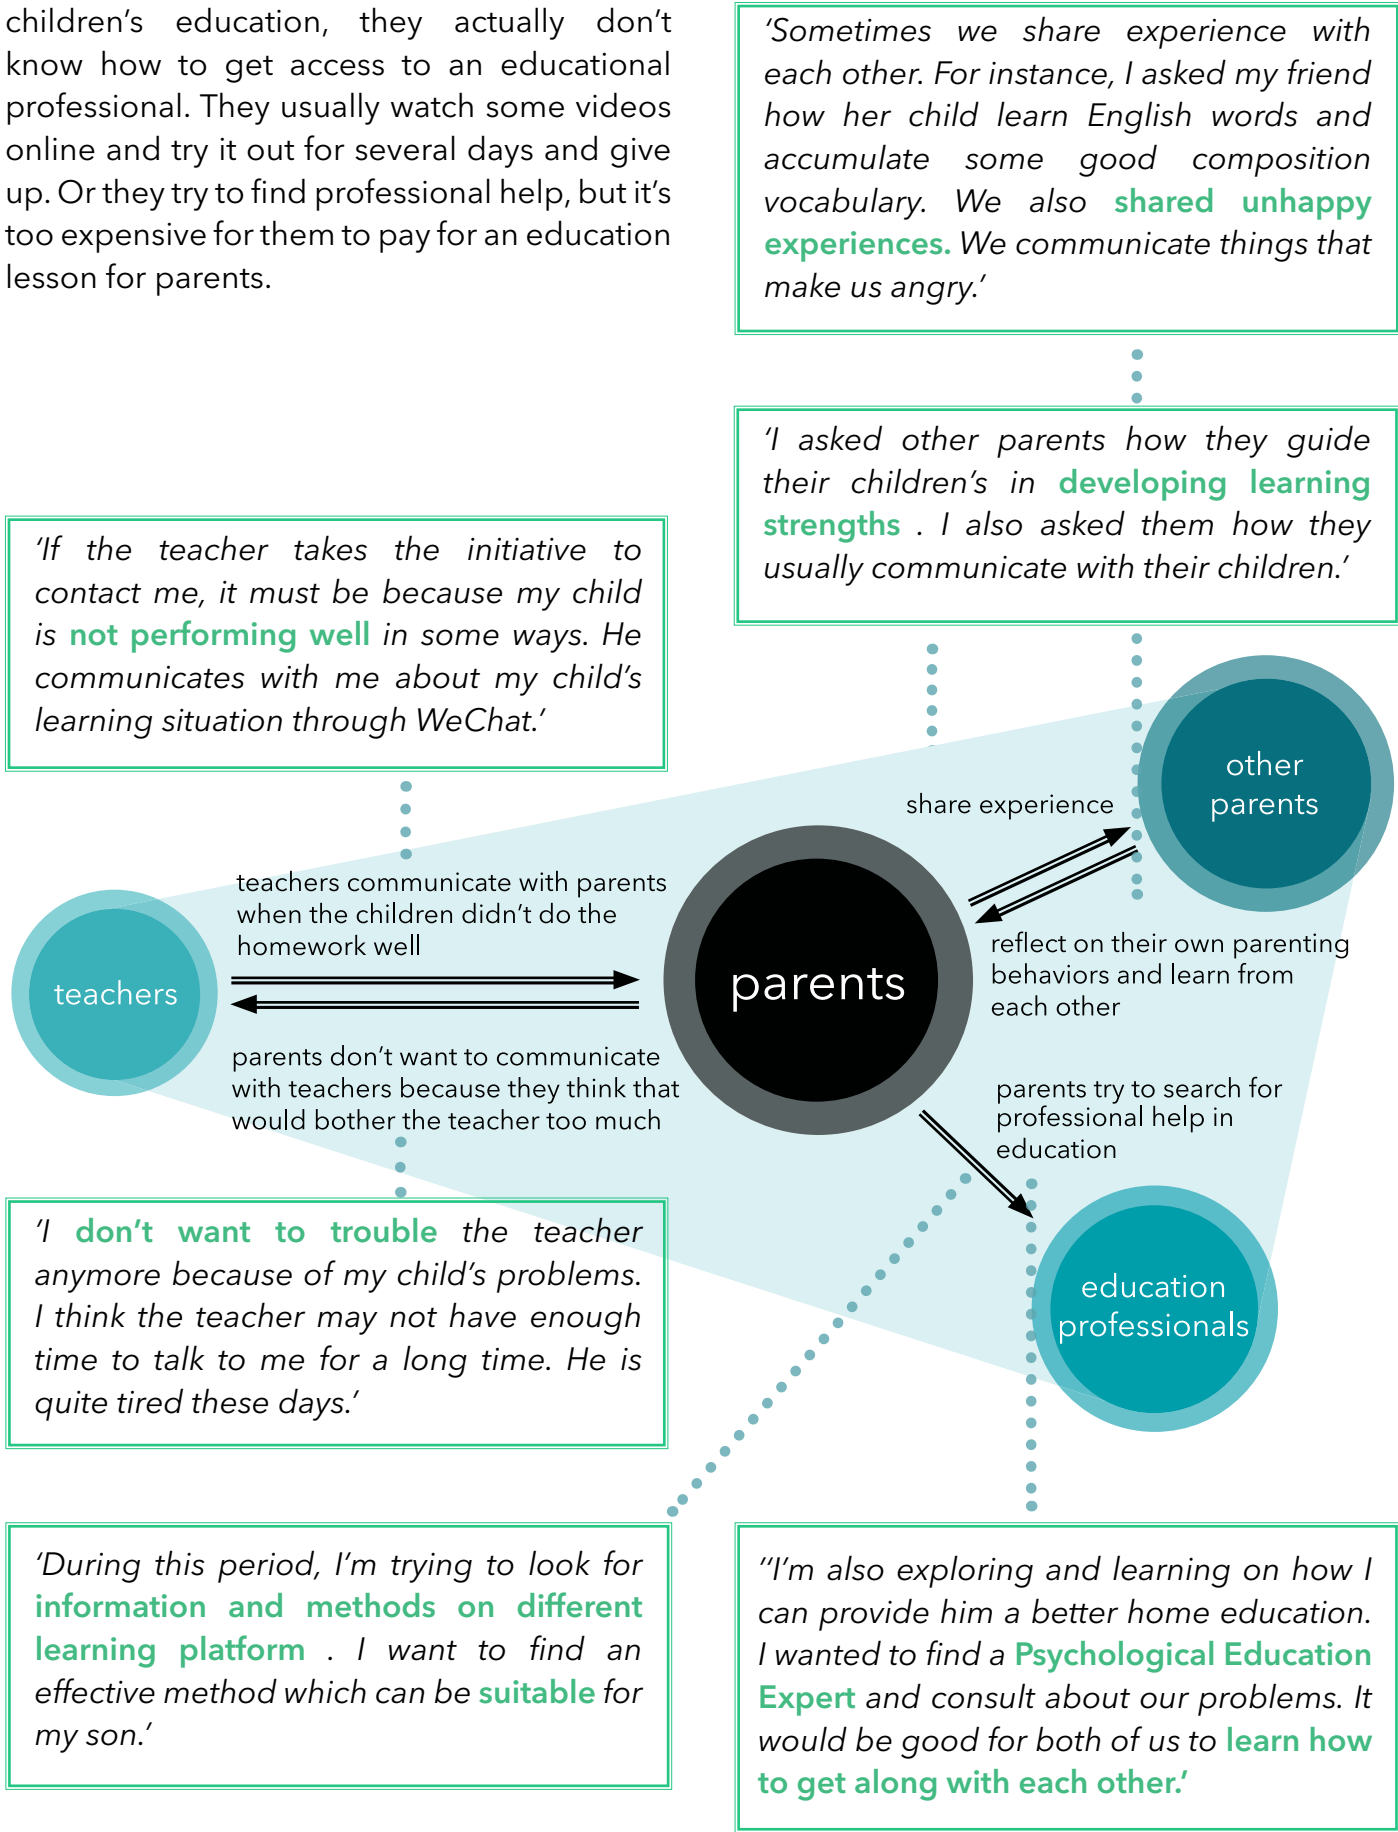 children's education, they actually don't
know how to get access to an educational
professional. They usually watch some videos
online and try it out for several days and give
up. Or they try to find professional help, but it's
too expensive for them to pay for an education
lesson for parents.
'Sometimes we share experience with
each other. For instance, I asked my friend
how her child learn English words and
accumulate some good composition
vocabulary. We also shared unhappy
experiences. We communicate things that
make us angry.'
'I asked other parents how they guide
their children's in developing learning
strengths . I also asked them how they
usually communicate with their children.'
'If the teacher takes the initiative to
contact me, it must be because my child
is not performing well in some ways. He
communicates with me about my child's
learning situation through WeChat.'
other
parents
share experience
teachers communicate with parents
when the children didn't do the
homework well
teachers
parents
reflect on their own parenting
behaviors and learn from
each other
parents don't want to communicate
with teachers because they think that
would bother the teacher too much
parents try to search for
professional help in
education
education
professionals
'I don't want to trouble the teacher
anymore because of my child's problems.
I think the teacher may not have enough
time to talk to me for a long time. He is
quite tired these days.'
'During this period, I'm trying to look for
information and methods on different
learning platform . I want to find an
effective method which can be suitable for
my son.'
''I'm also exploring and learning on how I
can provide him a better home education.
I wanted to find a Psychological Education
Expert and consult about our problems. It
would be good for both of us to learn how
to get along with each other.'